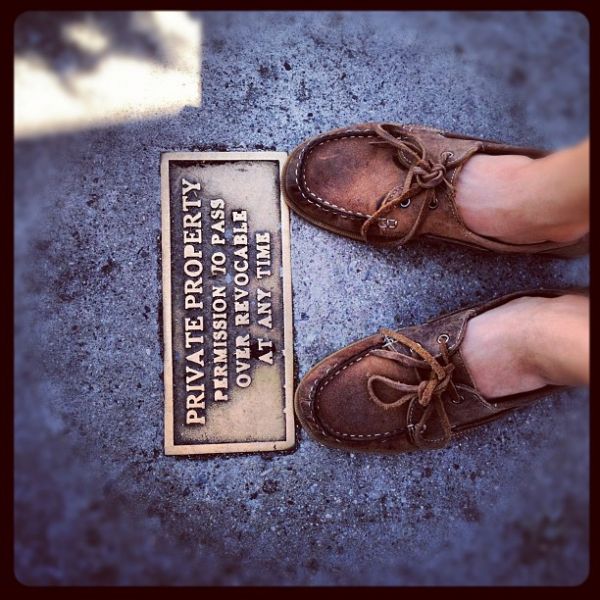 PRIVATE PROPERTY
PERMISSION TO PASS
OVER REVOCABLE
AT ANY TIME